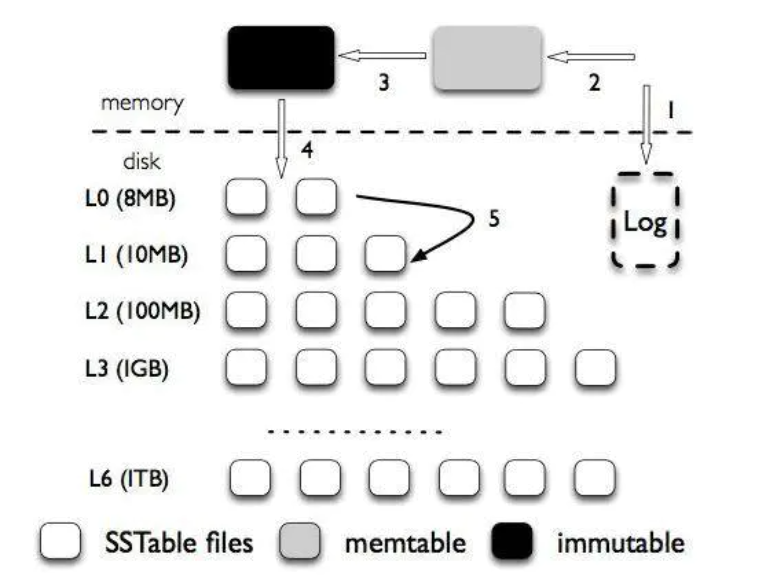 3
2
1
memory
4
disk
L0 (8MB)
5
Log
L1 (10MB)
L2 (100MB)
L3 (1GB)
L6 (1TB)
SSTable files
memtable
immutable